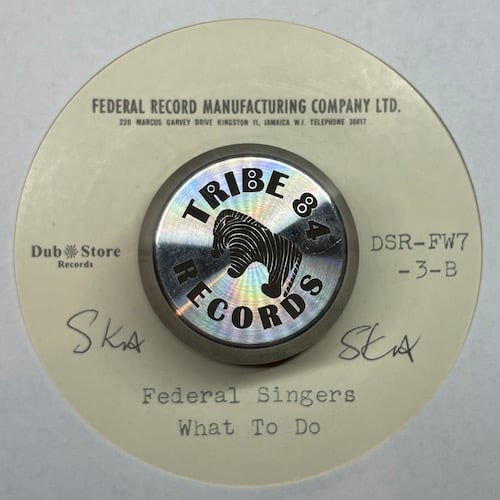 FEDERAL RECORD MANUFACTURING COMPANY LTD.
220 MARCUS GARVEY DRIVE KINGSTON 11, JAMAICA W.I. TELEPHONE 36017
TRIBE 84
RECORDS
Dub Store
Records
DSR-FW7
-3-B
SKA
SKA
Federal Singers
What To Do